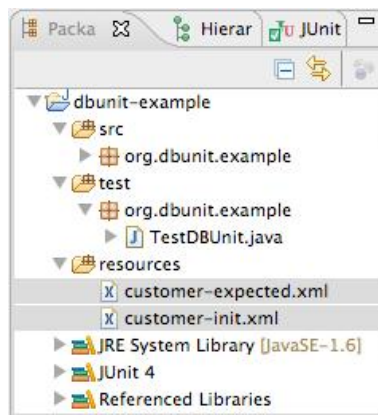 Packa Hierar JUnit
dbunit-example
src
org.dbunit.example
test
org.dbunit.example
TestDBUnit.java
resources
customer-expected.xml
customer-init.xml
JRE System Library [JavaSE-1.6]
JUnit 4
Referenced Libraries